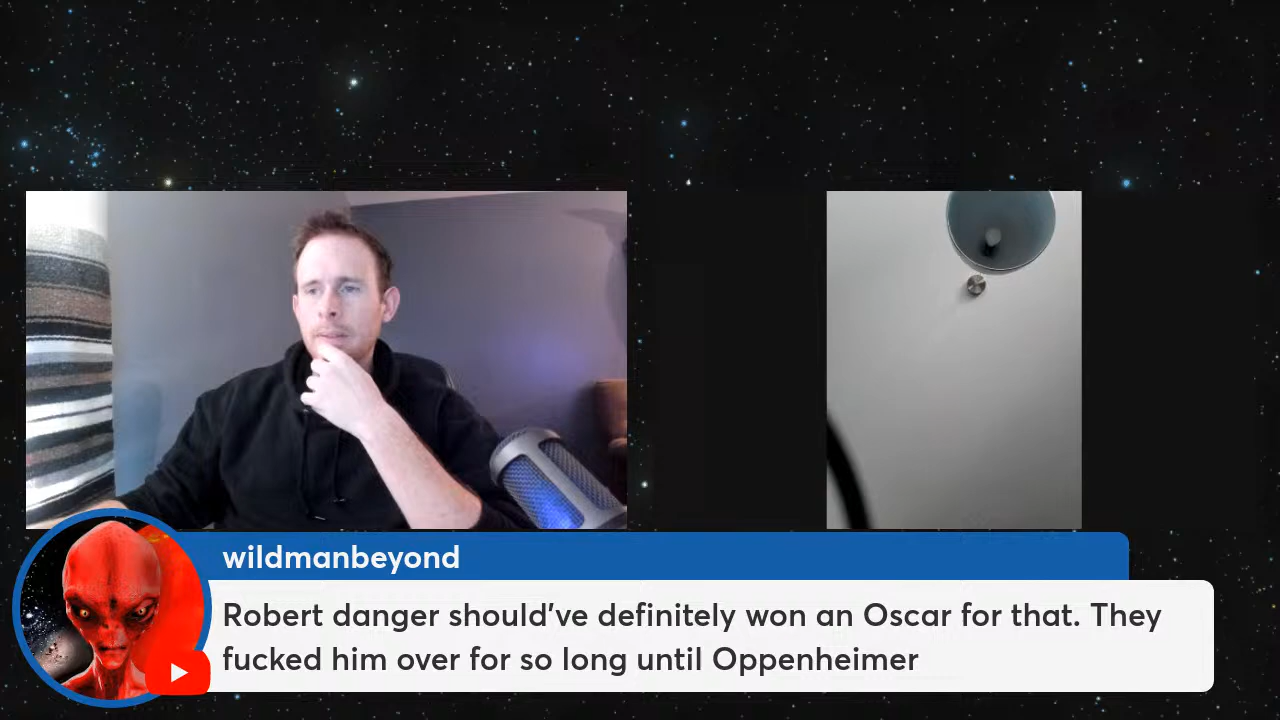 wildmanbeyond
Robert danger should've definitely won an Oscar for that. They
fucked him over for so long until Oppenheimer